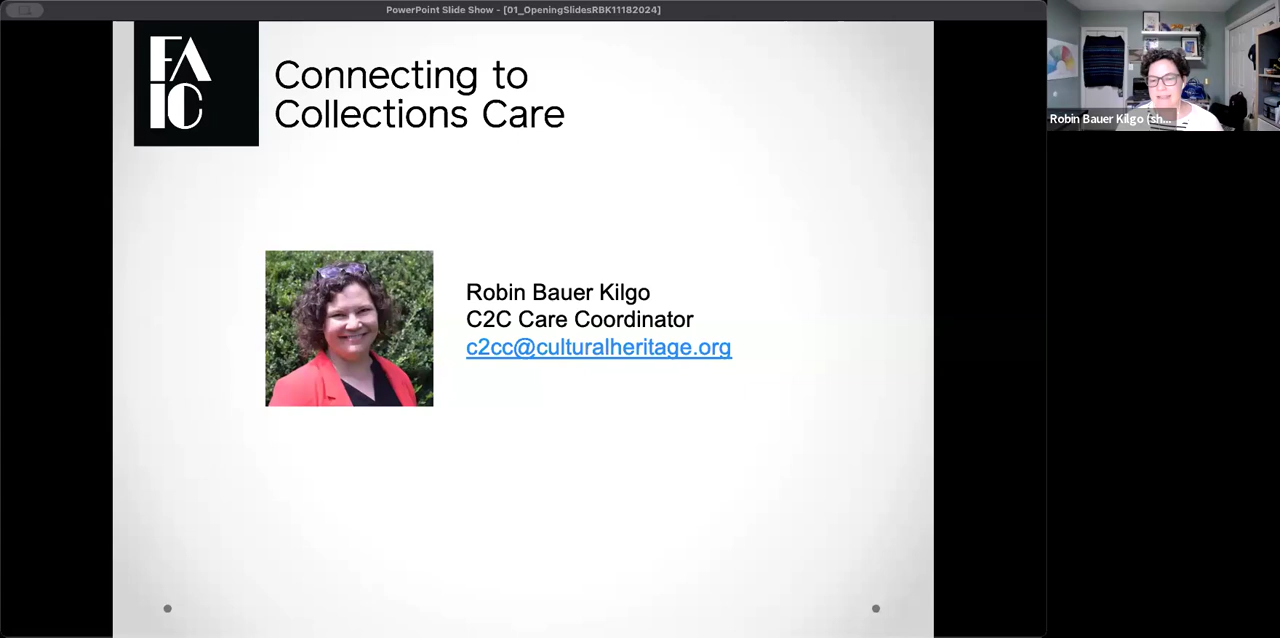 PowerPoint Slide Show - [01_OpeningSlidesRBK11182024]
FA
IC
Connecting to
Collections Care
Robin Bauer Kilgo
C2C Care Coordinator
c2cc@culturalheritage.org
Robin Bauer Kilgo (sh...